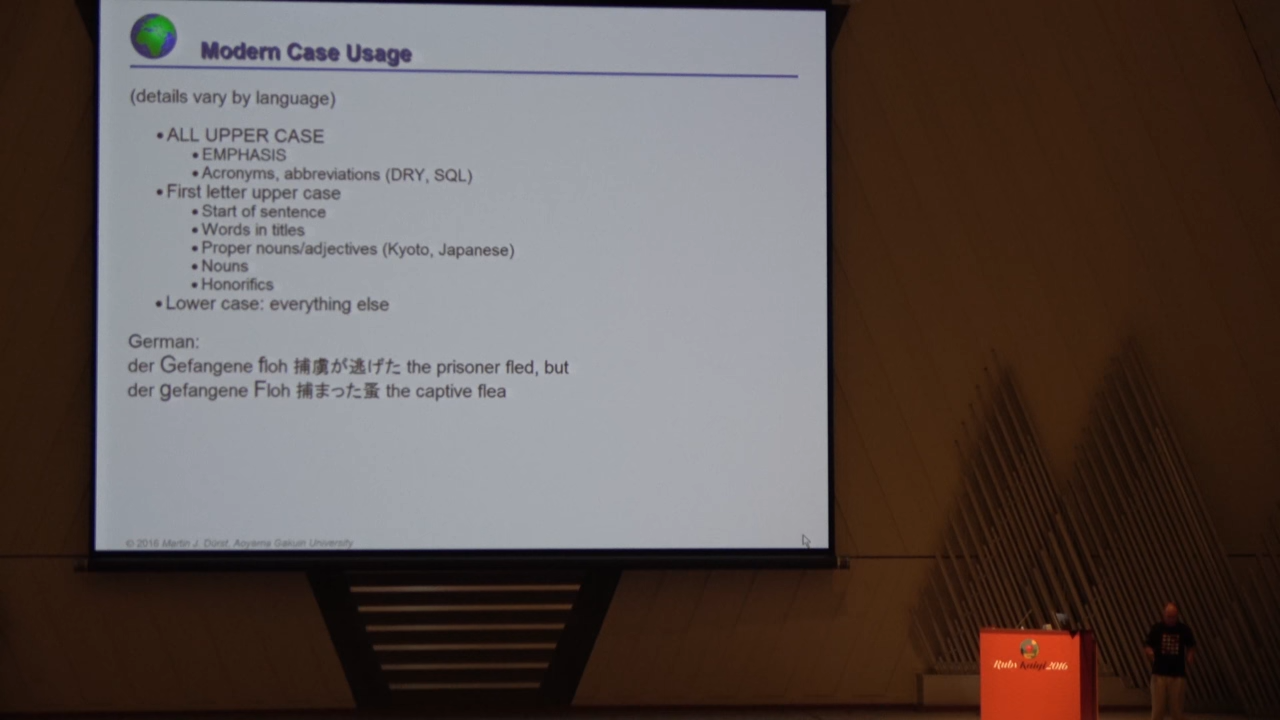 Modern Case Usage
(details vary by language)
•ALL UPPER CASE
•EMPHASIS
•Acronyms, abbreviations (DRY, SQL)
•First letter upper case
•Start of sentence
•Words in titles
•Proper nouns/adjectives (Kyoto, Japanese)
•Nouns
•Honorifics
•Lower case: everything else
German:
der Gefangene floh 捕虜が逃げた the prisoner fled, but
der gefangene Floh 捕まった蚤 the captive flea
© 2016 Martin J. Dürst, Aoyama Gakuin University
RubyKaigi 2016